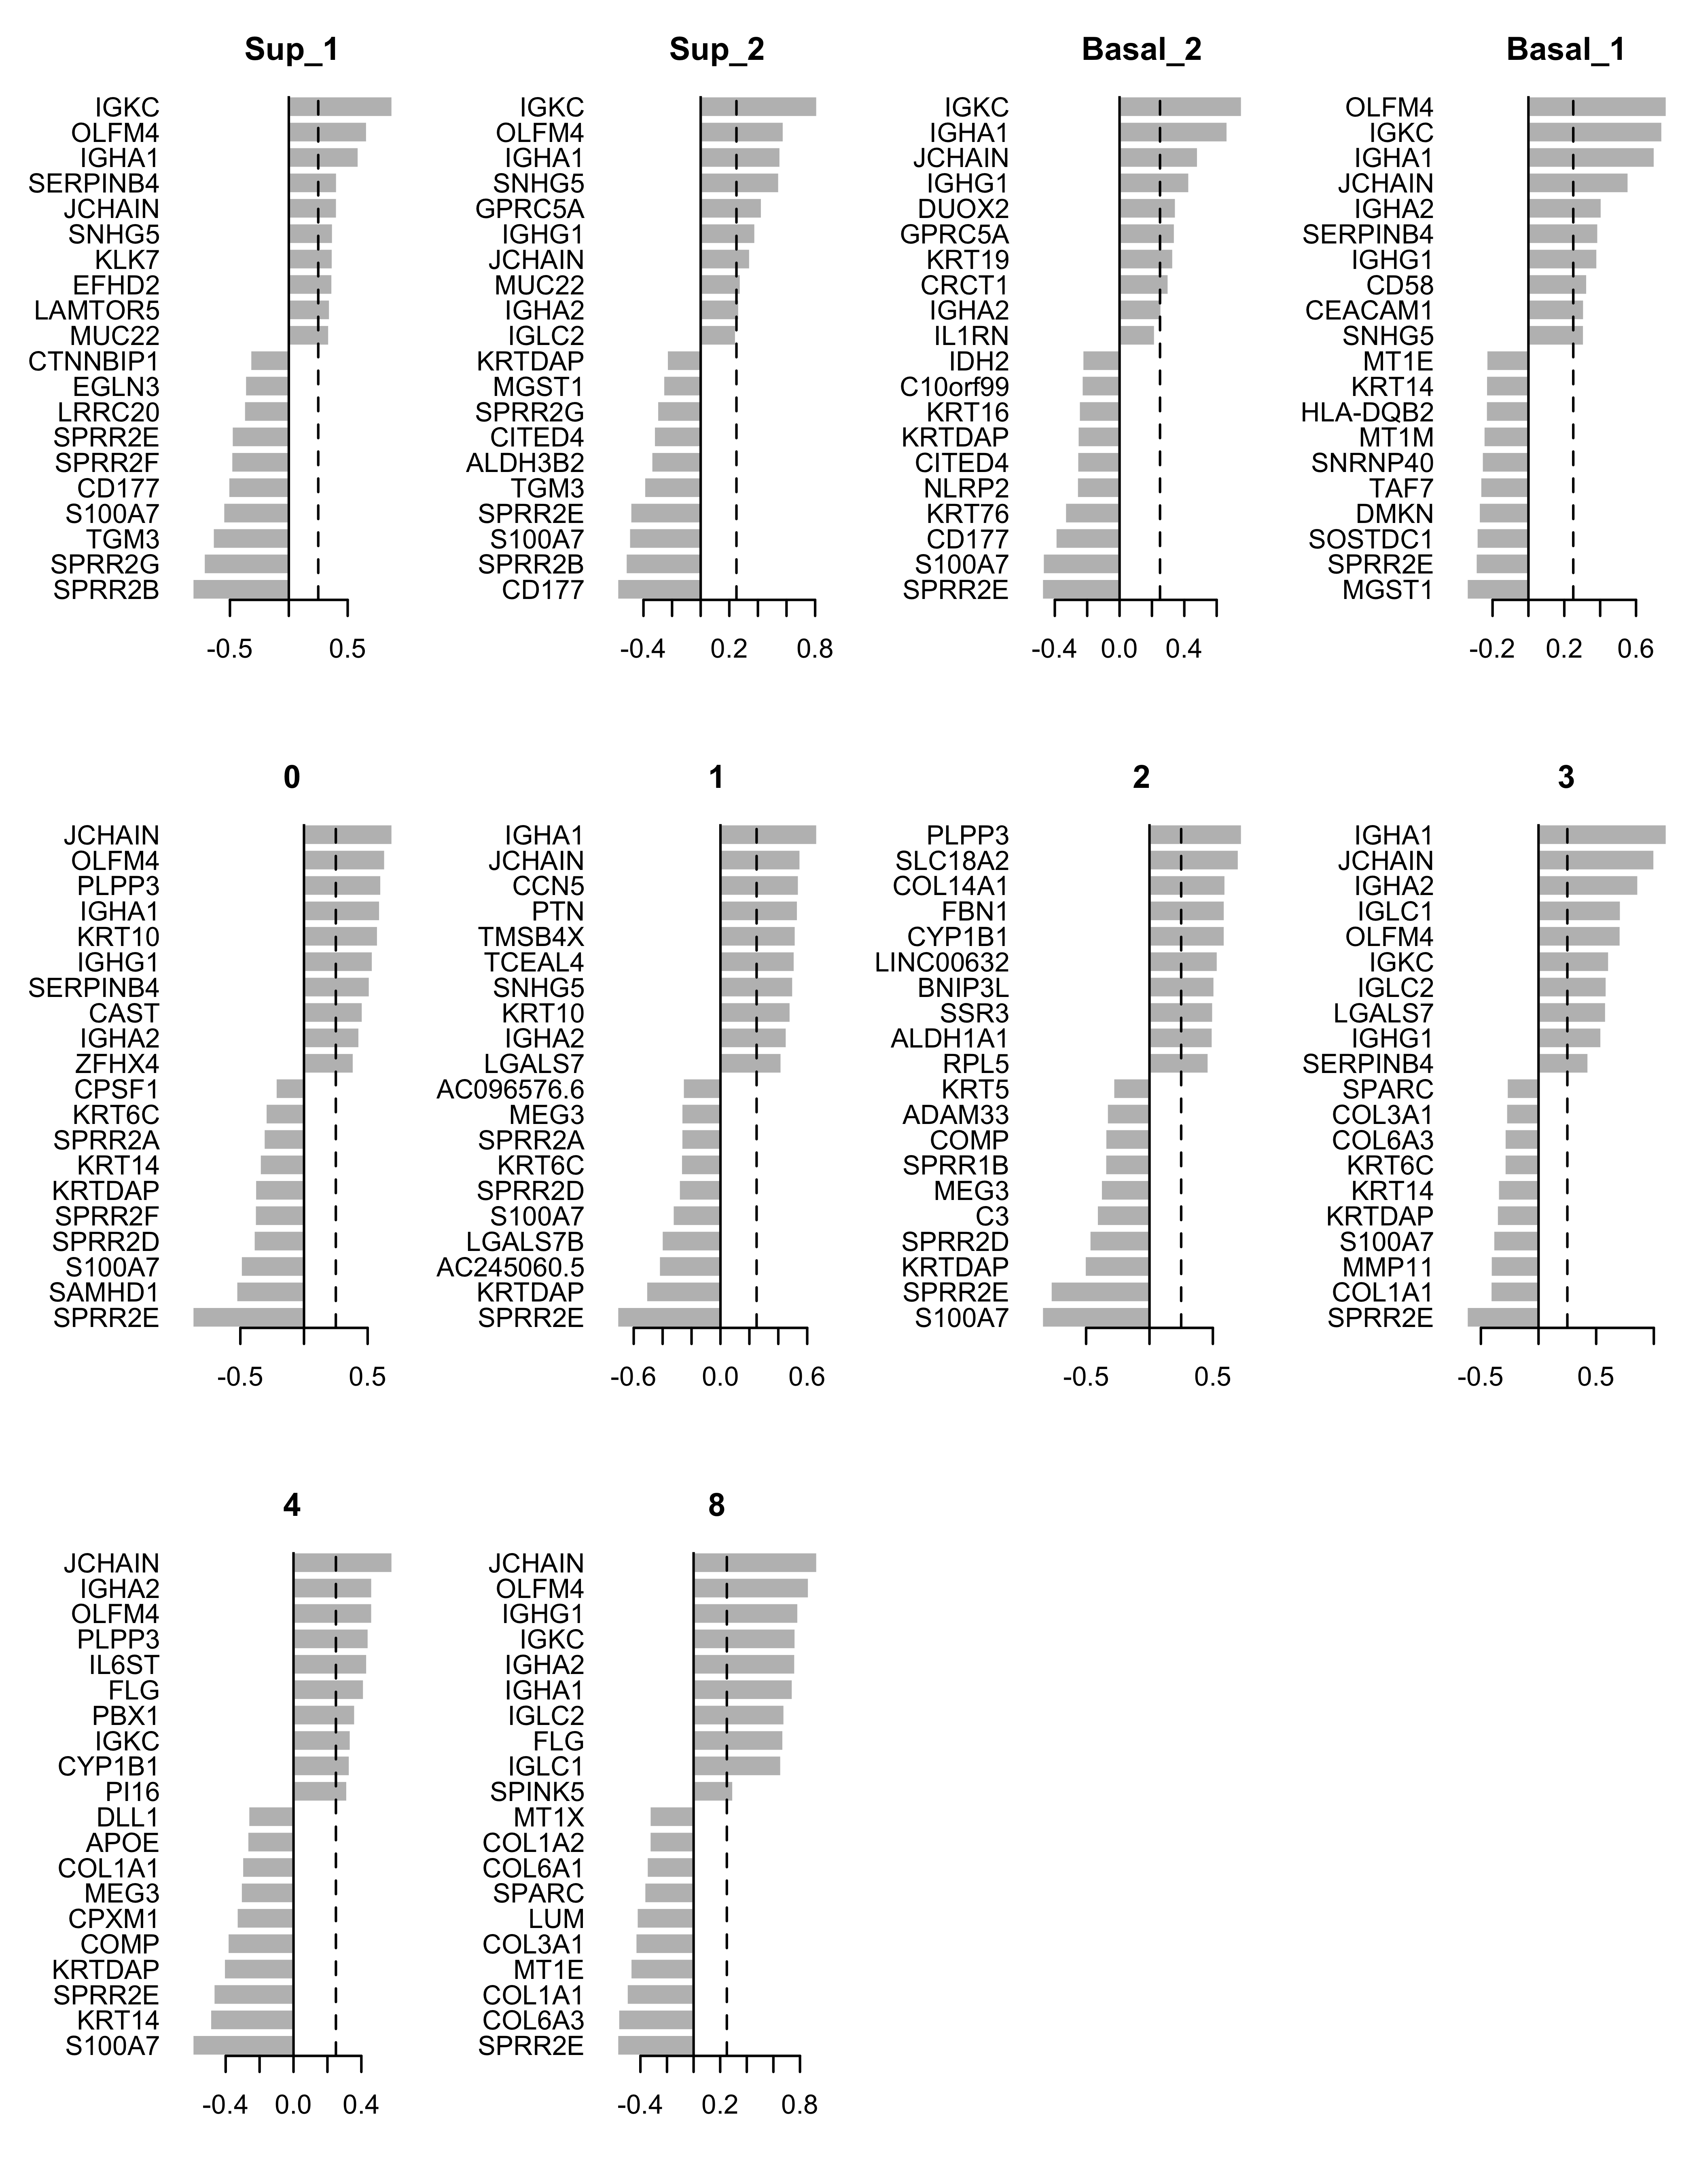 Sup_1
IGKC
OLFM4
IGHA1
SERPINB4
JCHAIN
SNHG5
KLK7
EFHD2
LAMTOR5
MUC22
CTNNBIP1
EGLN3
LRRC20
SPRR2E
SPRR2F
CD177
S100A7
TGM3
SPRR2G
SPRR2B
-0.5 0.5
Sup_2
IGKC
OLFM4
IGHA1
SNHG5
GPRC5A
IGHG1
JCHAIN
MUC22
IGHA2
IGLC2
KRTDAP
MGST1
SPRR2G
CITED4
ALDH3B2
TGM3
SPRR2E
S100A7
SPRR2B
CD177
-0.4 0.2 0.8
Basal_2
IGKC
IGHA1
JCHAIN
IGHG1
DUOX2
GPRC5A
KRT19
CRCT1
IGHA2
IL1RN
IDH2
C10orf99
KRT16
KRTDAP
CITED4
NLRP2
KRT76
CD177
S100A7
SPRR2E
-0.4 0.0 0.4
Basal_1
OLFM4
IGKC
IGHA1
JCHAIN
IGHA2
SERPINB4
IGHG1
CD58
CEACAM1
SNHG5
MT1E
KRT14
HLA-DQB2
MT1M
SNRNP40
TAF7
DMKN
SOSTDC1
SPRR2E
MGST1
-0.2 0.2 0.6
0
JCHAIN
OLFM4
PLPP3
IGHA1
KRT10
IGHG1
SERPINB4
CAST
IGHA2
ZFHX4
CPSF1
KRT6C
SPRR2A
KRT14
KRTDAP
SPRR2F
SPRR2D
S100A7
SAMHD1
SPRR2E
-0.5 0.5
1
IGHA1
JCHAIN
CCN5
PTN
TMSB4X
TCEAL4
SNHG5
KRT10
IGHA2
LGALS7
AC096576.6
MEG3
SPRR2A
KRT6C
SPRR2D
S100A7
LGALS7B
AC245060.5
KRTDAP
SPRR2E
-0.6 0.0 0.6
2
PLPP3
SLC18A2
COL14A1
FBN1
CYP1B1
LINC00632
BNIP3L
SSR3
ALDH1A1
RPL5
KRT5
ADAM33
COMP
SPRR1B
MEG3
C3
SPRR2D
KRTDAP
SPRR2E
S100A7
-0.5 0.5
3
IGHA1
JCHAIN
IGHA2
IGLC1
OLFM4
IGKC
IGLC2
LGALS7
IGHG1
SERPINB4
SPARC
COL3A1
COL6A3
KRT6C
KRT14
KRTDAP
S100A7
MMP11
COL1A1
SPRR2E
-0.5 0.5
4
JCHAIN
IGHA2
OLFM4
PLPP3
IL6ST
FLG
PBX1
IGKC
CYP1B1
PI16
DLL1
APOE
COL1A1
MEG3
CPXM1
COMP
KRTDAP
SPRR2E
KRT14
S100A7
-0.4 0.0 0.4
8
JCHAIN
OLFM4
IGHG1
IGKC
IGHA2
IGHA1
IGLC2
FLG
IGLC1
SPINK5
MT1X
COL1A2
COL6A1
SPARC
LUM
COL3A1
MT1E
COL1A1
COL6A3
SPRR2E
-0.4 0.2 0.8